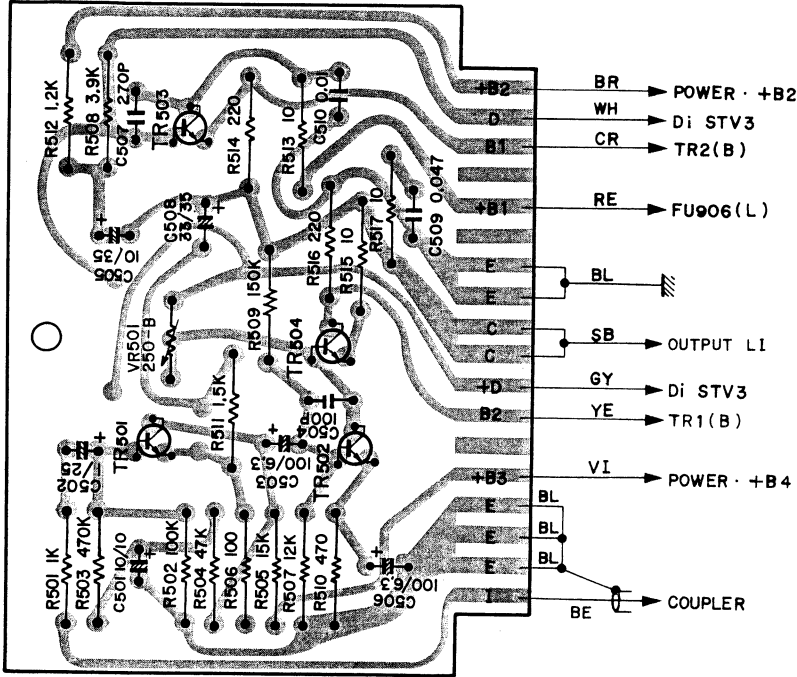 R512 1.2K
R508 3.9K
C507 270P
TR503
R514 220
R513 10
C510 0.01
C505 10/35 +
C508 33/35 +
R516 220
R515 10
R517 10
C509 0.047
R509 150K
VR501 250-B
TR504
R511 1.5K
C504 100P
TR501
C502 1/25 +
C503 100/6.3 +
TR502
R501 1K
R503 470K
C501 10/10 +
R502 100K
R504 47K
R506 100
R505 15K
R507 12K
R510 470
C506 100/6.3 +
+B2 BR POWER · +B2
D WH Di STV3
B1 CR TR2(B)
+B1 RE FU906(L)
E
BL
E
C
SB OUTPUT LI
C
+D GY Di STV3
B2 YE TR1(B)
+B3 VI POWER · +B4
E BL
E BL
E BL
I BE COUPLER